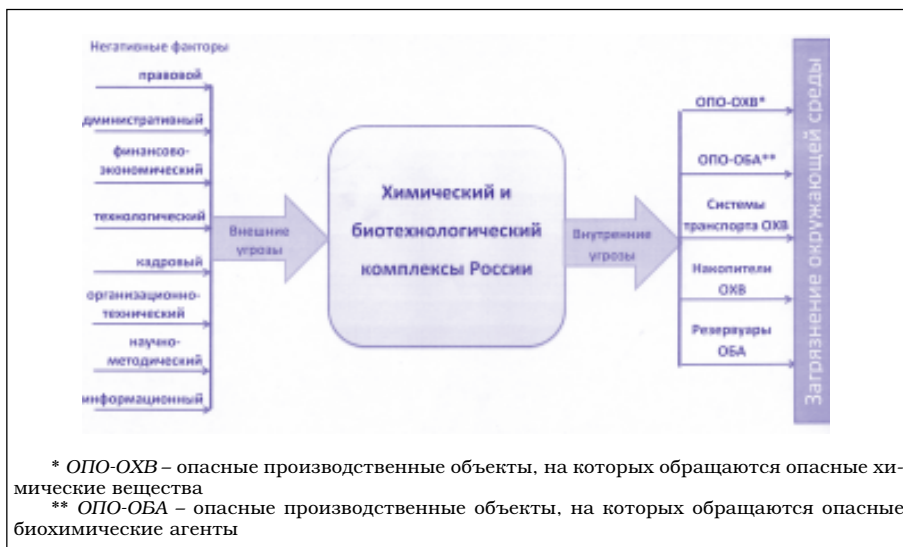 Негативные факторы
правовой
дминистративный
финансово-
экономический
технологический
кадровый
организационно-
технический
научно-
методический
информационный
Внешние
угрозы
Химический и
биотехнологический
комплексы России
Внутренние
угрозы
ОПО-ОХВ*
ОПО-ОБА**
Системы
транспорта ОХВ
Накопители
ОХВ
Резервуары
ОБА
Загрязнение окружающей среды
* ОПО-ОХВ – опасные производственные объекты, на которых обращаются опасные хи-
мические вещества
** ОПО-ОБА – опасные производственные объекты, на которых обращаются опасные
биохимические агенты